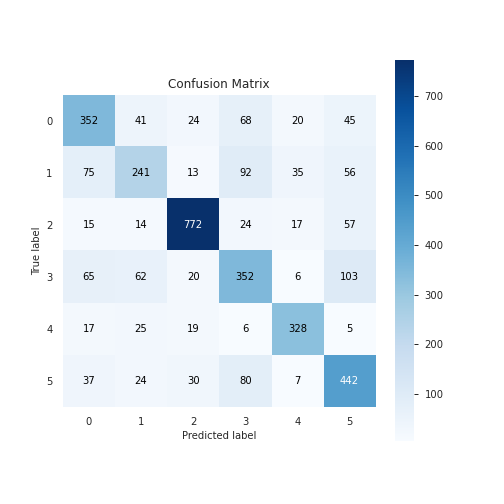 Confusion Matrix
0 352 41 24 68 20 45
1 75 241 13 92 35 56
2 15 14 772 24 17 57
3 65 62 20 352 6 103
4 17 25 19 6 328 5
5 37 24 30 80 7 442
0 1 2 3 4 5
Predicted label
True label
700
600
500
400
300
200
100